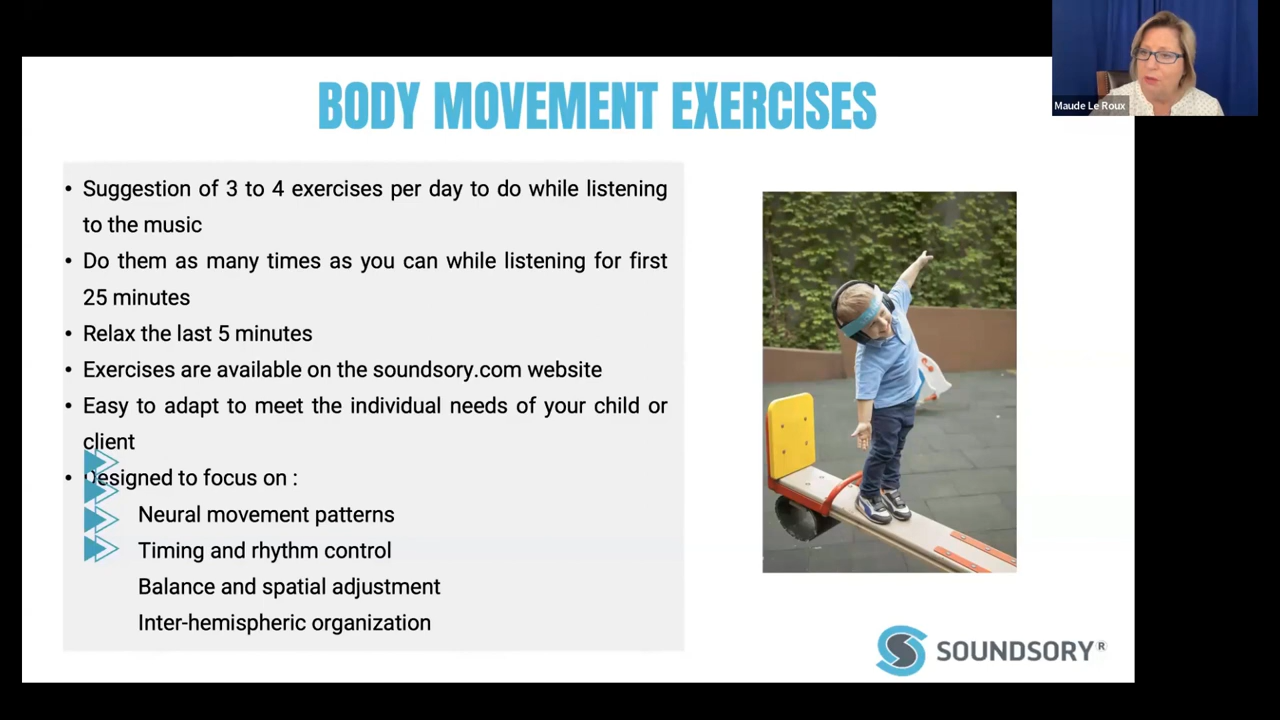 BODY MOVEMENT EXERCISES
Maude Le Roux
• Suggestion of 3 to 4 exercises per day to do while listening
to the music
• Do them as many times as you can while listening for first
25 minutes
• Relax the last 5 minutes
• Exercises are available on the soundsory.com website
• Easy to adapt to meet the individual needs of your child or
client
• Designed to focus on :
Neural movement patterns
Timing and rhythm control
Balance and spatial adjustment
Inter-hemispheric organization
SOUNDSORY®